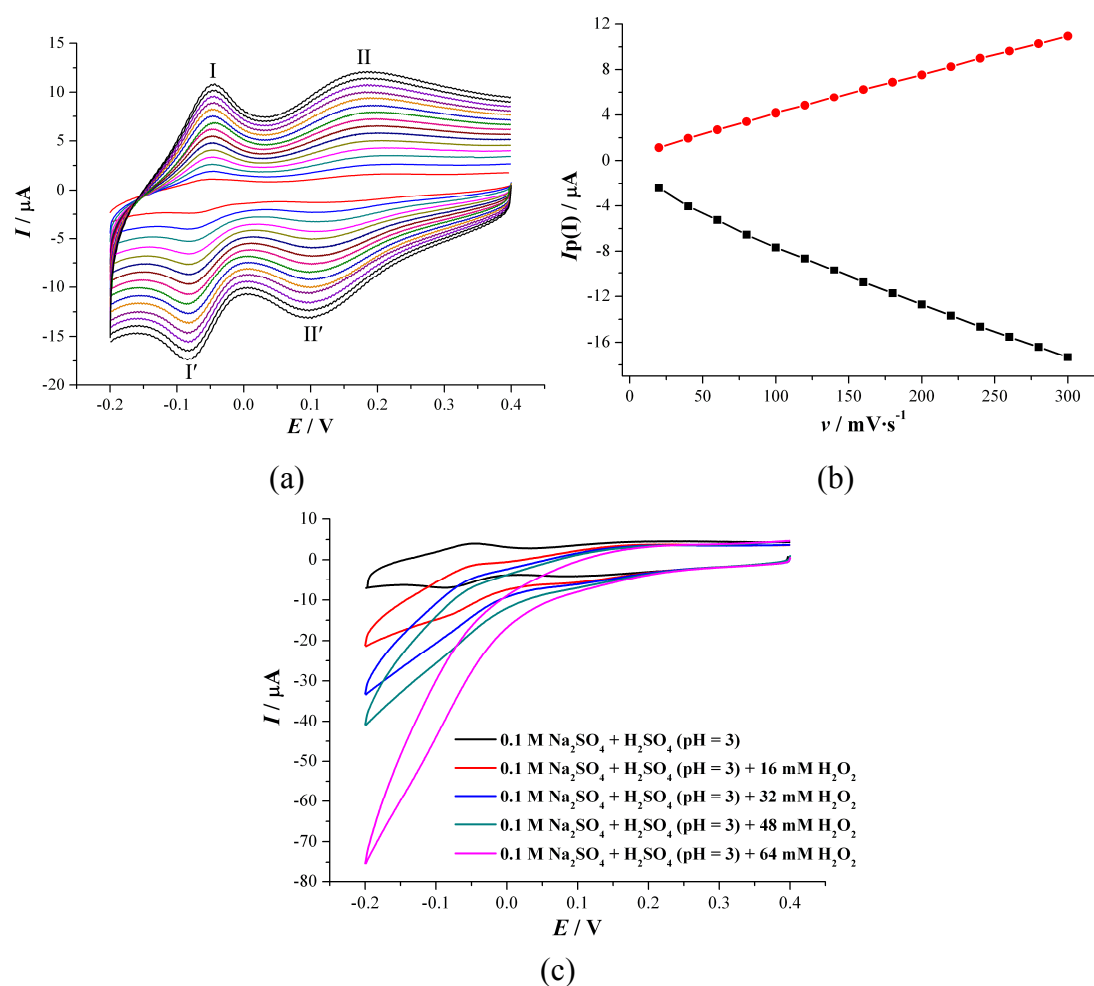 I
II
I′
II′
15
10
5
0
-5
-10
-15
-20
I / μA
-0.2
-0.1
0.0
0.1
0.2
0.3
0.4
E / V
(a)
12
8
4
0
-4
-8
-12
-16
Ip(I) / μA
0
50
100
150
200
250
300
v / mV·s⁻¹
(b)
10
0
-10
-20
-30
-40
-50
-60
-70
-80
I / μA
0.1 M Na₂SO₄ + H₂SO₄ (pH = 3)
0.1 M Na₂SO₄ + H₂SO₄ (pH = 3) + 16 mM H₂O₂
0.1 M Na₂SO₄ + H₂SO₄ (pH = 3) + 32 mM H₂O₂
0.1 M Na₂SO₄ + H₂SO₄ (pH = 3) + 48 mM H₂O₂
0.1 M Na₂SO₄ + H₂SO₄ (pH = 3) + 64 mM H₂O₂
-0.2
-0.1
0.0
0.1
0.2
0.3
0.4
E / V
(c)